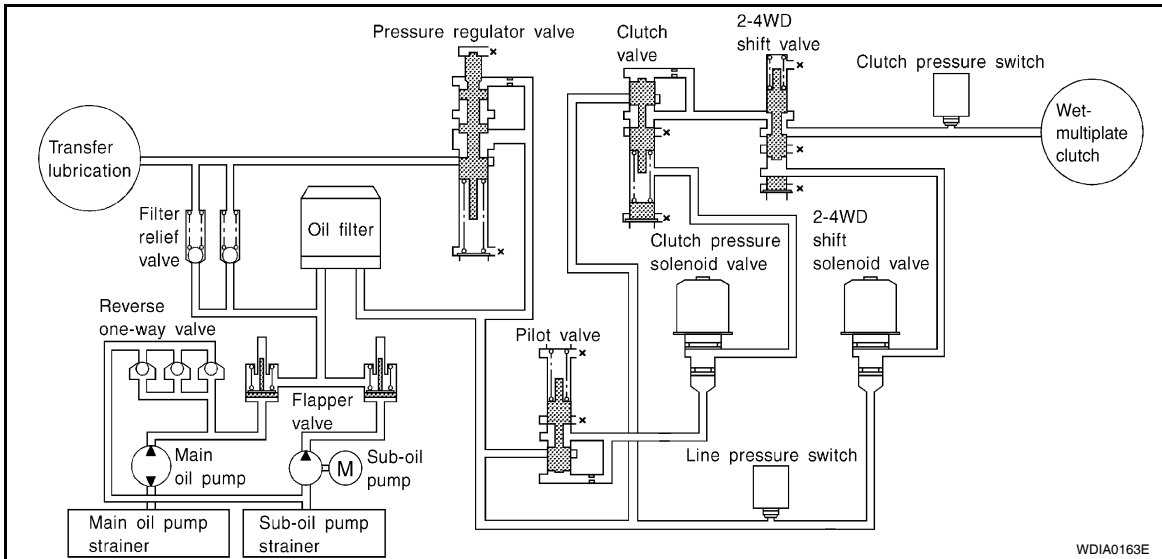 Pressure regulator valve
Clutch
valve
2-4WD
shift valve
Clutch pressure switch
Transfer
lubrication
Wet-
multiplate
clutch
Filter
relief
valve
Oil filter
Clutch pressure
solenoid valve
2-4WD
shift
solenoid valve
Reverse
one-way valve
Pilot valve
Flapper
valve
Main
oil pump
M
Sub-oil
pump
Line pressure switch
Main oil pump
strainer
Sub-oil pump
strainer
WDIA0163E